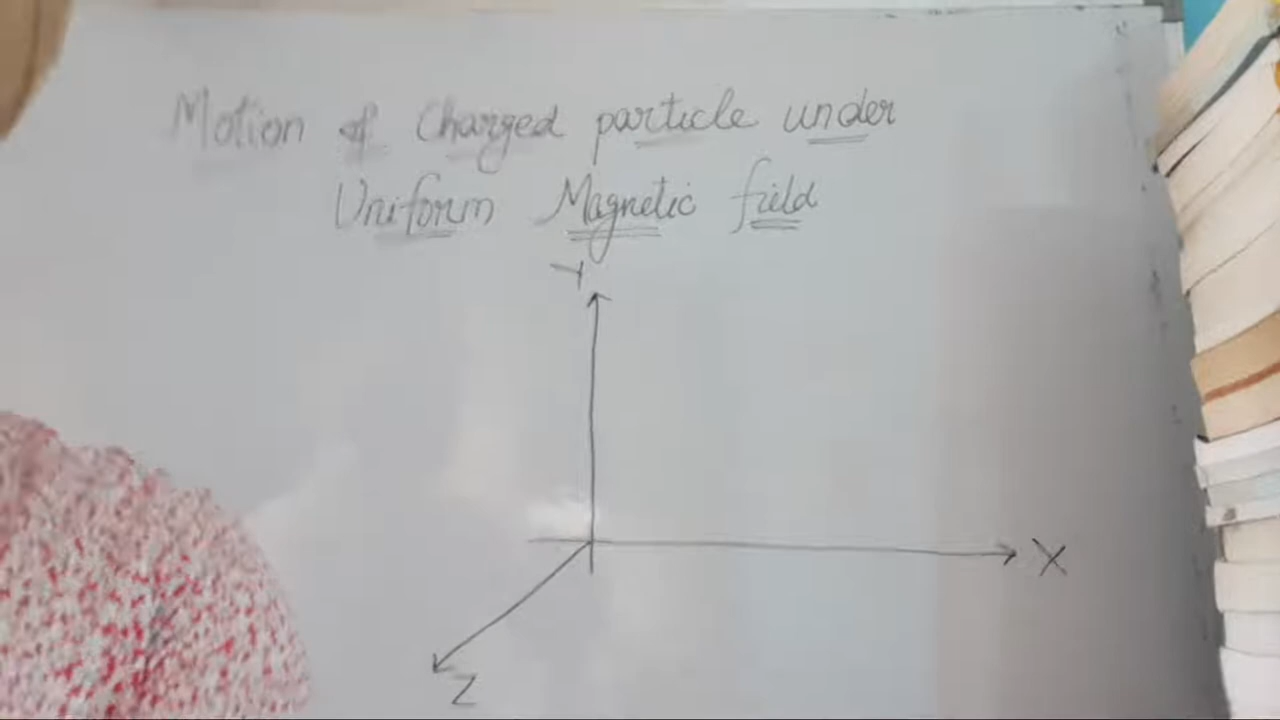 Motion of Charged particle under
Uniform Magnetic field
Y
X
Z